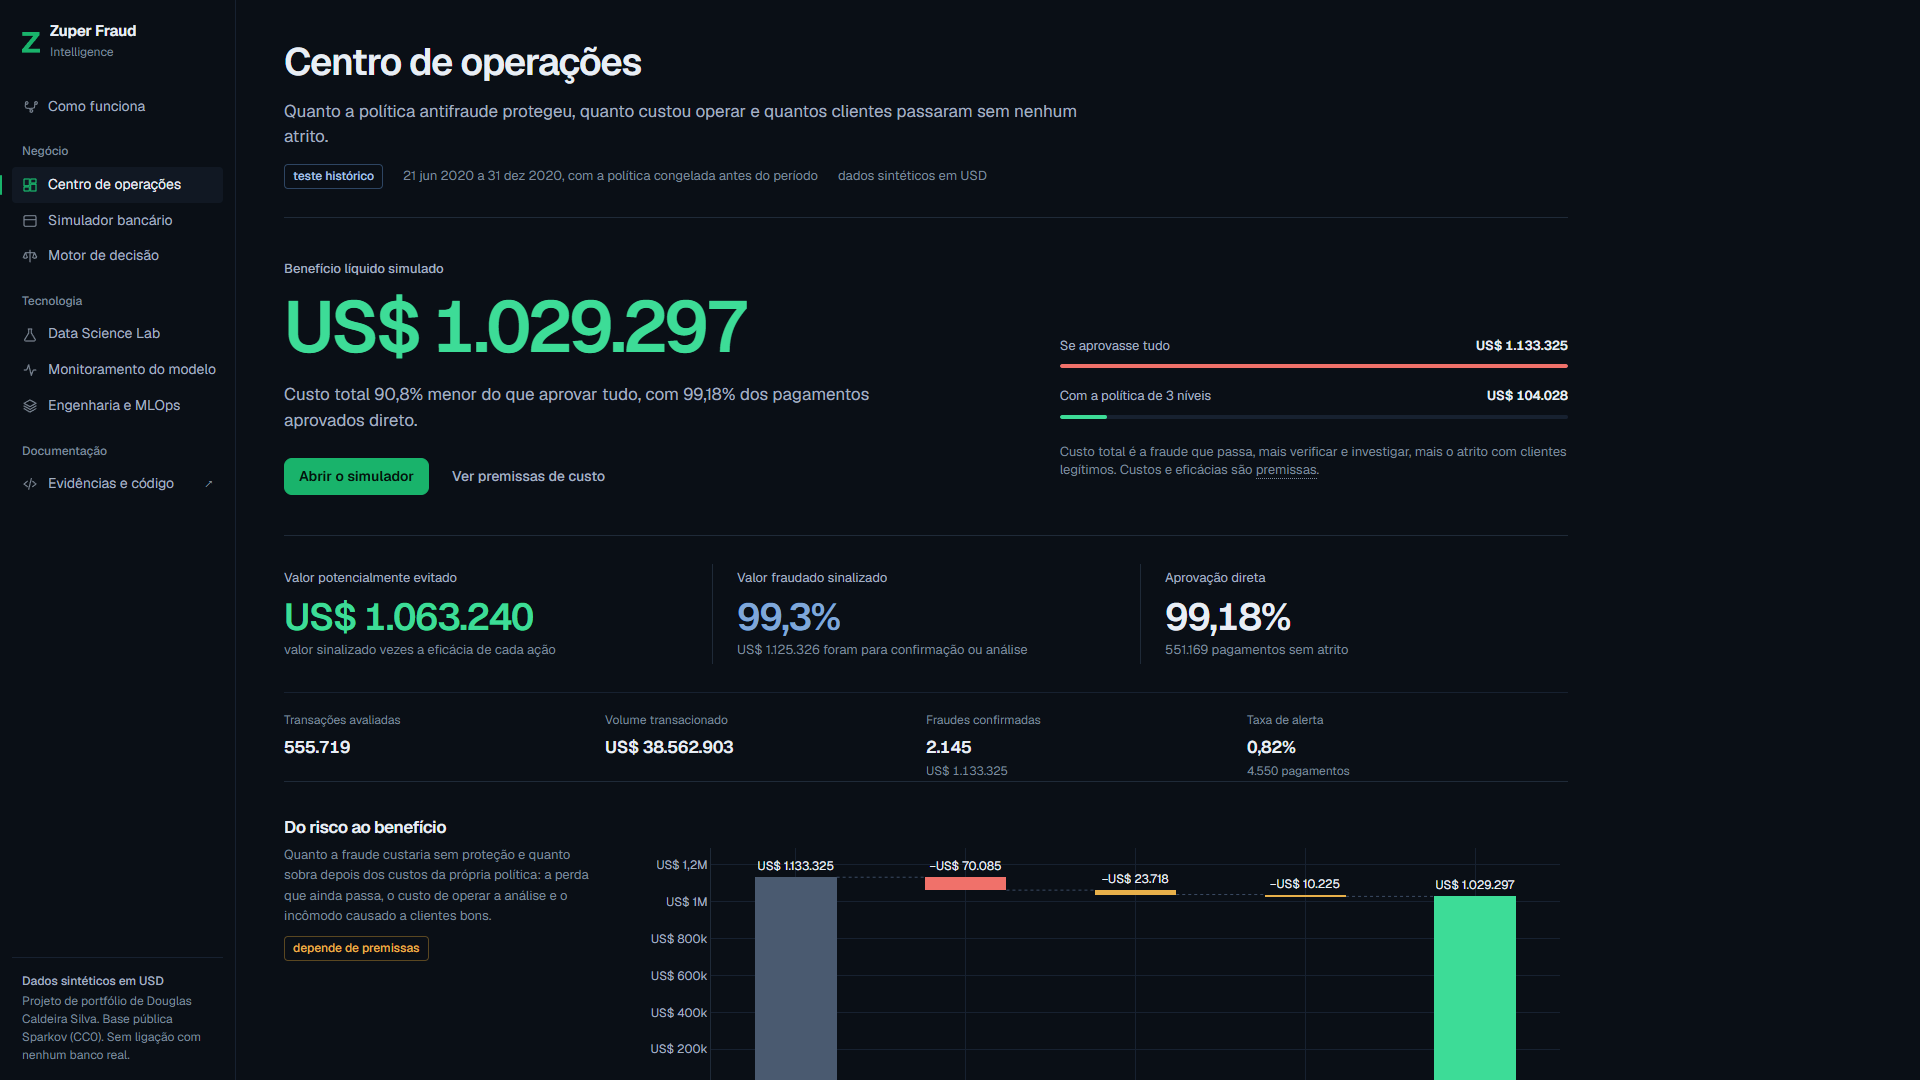 Zuper Fraud
Intelligence
Como funciona
Negócio
Centro de operações
Simulador bancário
Motor de decisão
Tecnologia
Data Science Lab
Monitoramento do modelo
Engenharia e MLOps
Documentação
Evidências e código
Dados sintéticos em USD
Projeto de portfólio de Douglas
Caldeira Silva. Base pública
Sparkov (CC0). Sem ligação com
nenhum banco real.
Centro de operações
Quanto a política antifraude protegeu, quanto custou operar e quantos clientes passaram sem nenhum
atrito.
teste histórico
21 jun 2020 a 31 dez 2020, com a política congelada antes do período
dados sintéticos em USD
Benefício líquido simulado
US$ 1.029.297
Custo total 90,8% menor do que aprovar tudo, com 99,18% dos pagamentos
aprovados direto.
Abrir o simulador
Ver premissas de custo
Se aprovasse tudo
US$ 1.133.325
Com a política de 3 níveis
US$ 104.028
Custo total é a fraude que passa, mais verificar e investigar, mais o atrito com clientes
legítimos. Custos e eficácias são premissas.
Valor potencialmente evitado
US$ 1.063.240
valor sinalizado vezes a eficácia de cada ação
Valor fraudado sinalizado
99,3%
US$ 1.125.326 foram para confirmação ou análise
Aprovação direta
99,18%
551.169 pagamentos sem atrito
Transações avaliadas
555.719
Volume transacionado
US$ 38.562.903
Fraudes confirmadas
2.145
US$ 1.133.325
Taxa de alerta
0,82%
4.550 pagamentos
Do risco ao benefício
Quanto a fraude custaria sem proteção e quanto
sobra depois dos custos da própria política: a perda
que ainda passa, o custo de operar a análise e o
incômodo causado a clientes bons.
depende de premissas
US$ 1,2M
US$ 1M
US$ 800k
US$ 600k
US$ 400k
US$ 200k
US$ 1.133.325
−US$ 70.085
−US$ 23.718
−US$ 10.225
US$ 1.029.297